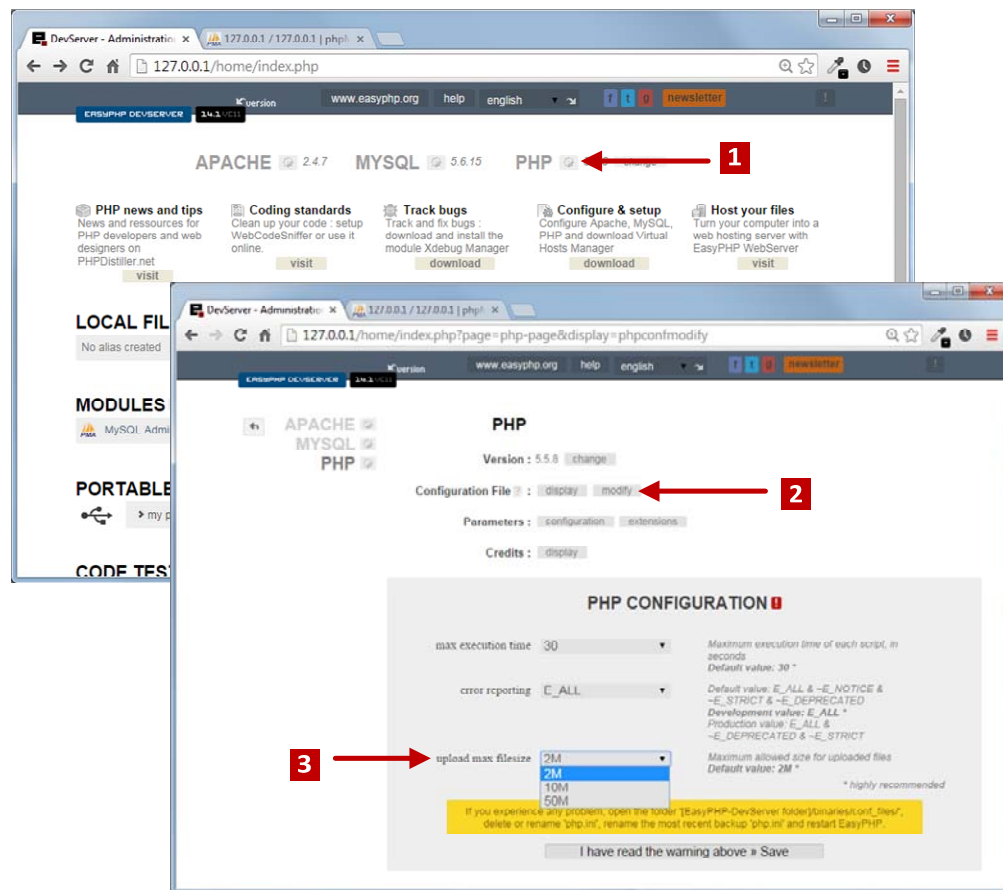 DevServer - Administratio
127.0.0.1 / 127.0.0.1 | php
127.0.0.1/home/index.php
version
www.easyphp.org help english f t g newsletter !
EASYPHP DEVSERVER 14.1 VC11
APACHE 2.4.7 MYSQL 5.6.15 PHP
1
PHP news and tips
News and ressources for
PHP developers and web
designers on
PHPDistiller.net
visit
Coding standards
Clean up your code : setup
WebCodeSniffer or use it
online.
visit
Track bugs
Track and fix bugs :
download and install the
module Xdebug Manager
download
Configure & setup
Configure Apache, MySQL,
PHP and download Virtual
Hosts Manager
download
Host your files
Turn your computer into a
web hosting server with
EasyPHP WebServer
visit
LOCAL FIL
No alias created
MODULES
PMA MySQL Admi
PORTABLE
my p
CODE TES
DevServer - Administratio
127.0.0.1 / 127.0.0.1 | php
127.0.0.1/home/index.php?page=php-page&display=phpconfmodify
version
www.easyphp.org help english f t g newsletter !
EASYPHP DEVSERVER 14.1 VC11
APACHE
MYSQL
PHP
PHP
Version : 5.5.8 change
Configuration File ? : display modify
2
Parameters : configuration extensions
Credits : display
PHP CONFIGURATION !
max execution time 30
Maximum execution time of each script, in
seconds
Default value: 30 *
error reporting E_ALL
Default value: E_ALL & ~E_NOTICE &
~E_STRICT & ~E_DEPRECATED
Development value: E_ALL *
Production value: E_ALL &
~E_DEPRECATED & ~E_STRICT
3
upload max filesize 2M
2M
10M
50M
Maximum allowed size for uploaded files
Default value: 2M *
* highly recommended
If you experience any problem, open the folder '[EasyPHP-DevServer folder]/binaries/conf_files/',
delete or rename 'php.ini', rename the most recent backup 'php.ini' and restart EasyPHP.
I have read the warning above » Save